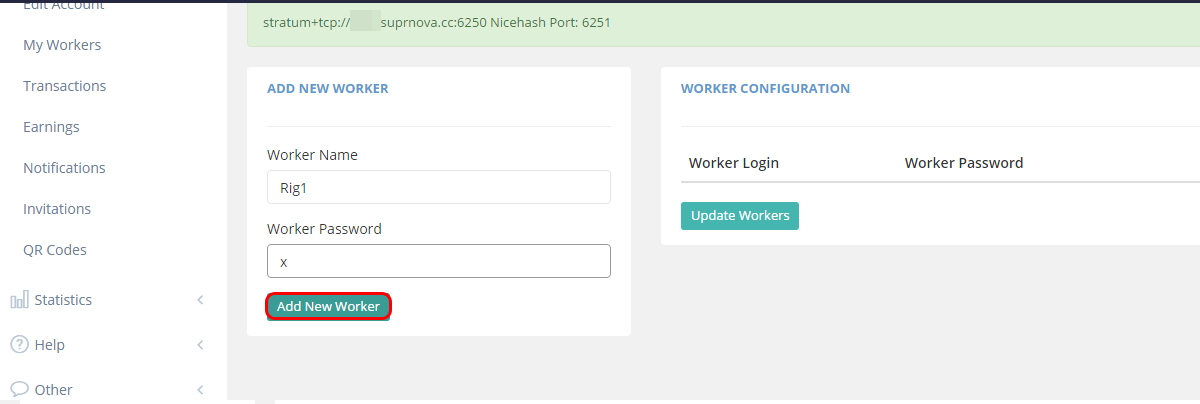 Edit Account
My Workers
Transactions
Earnings
Notifications
Invitations
QR Codes
Statistics
Help
Other
stratum+tcp:// suprnova.cc:6250 Nicehash Port: 6251
ADD NEW WORKER
Worker Name
Rig1
Worker Password
x
Add New Worker
WORKER CONFIGURATION
Worker Login Worker Password
Update Workers